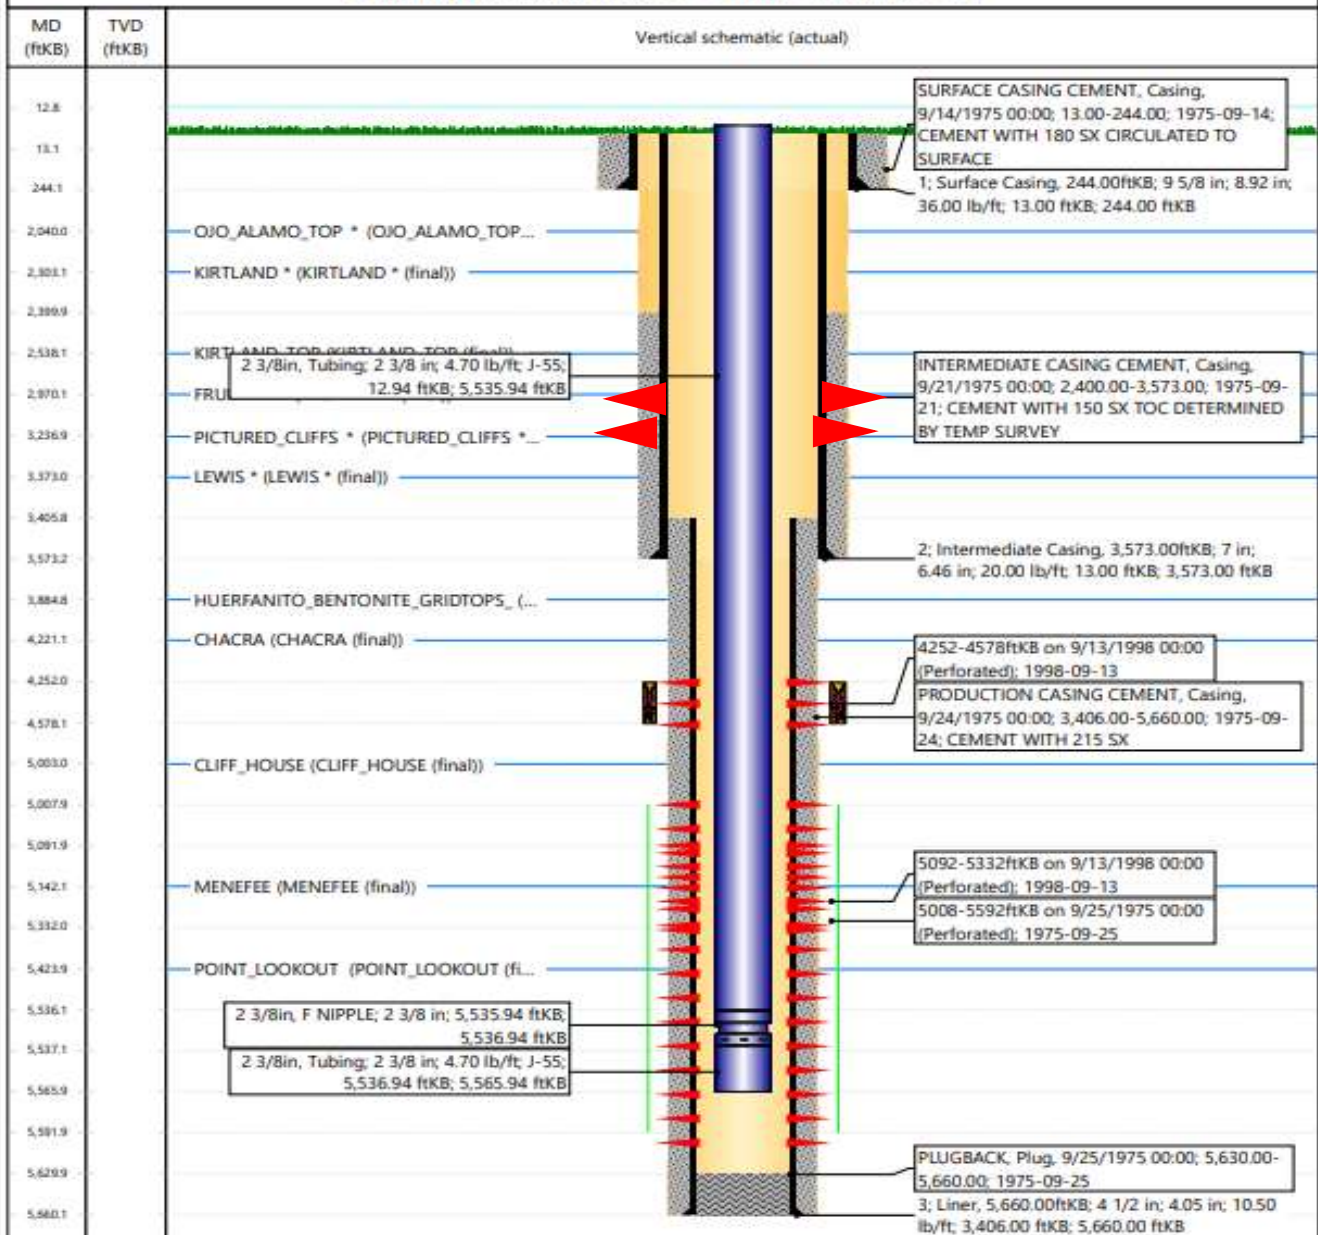 MD
(ftKB)
TVD
(ftKB)
Vertical schematic (actual)
12.8
13.1
244.1
2,040.0
2,303.1
2,399.9
2,538.1
2,970.1
3,236.9
3,373.0
3,405.8
3,573.2
3,884.8
4,221.1
4,252.0
4,578.1
5,003.0
5,007.9
5,091.9
5,142.1
5,332.0
5,423.9
5,536.1
5,537.1
5,565.9
5,591.9
5,629.9
5,660.1
OJO_ALAMO_TOP * (OJO_ALAMO_TOP...
KIRTLAND * (KIRTLAND * (final))
KIRTLAND_TOP (KIRTLAND_TOP (final))
2 3/8in, Tubing; 2 3/8 in; 4.70 lb/ft; J-55;
12.94 ftKB; 5,535.94 ftKB
PICTURED_CLIFFS * (PICTURED_CLIFFS *...
LEWIS * (LEWIS * (final))
HUERFANITO_BENTONITE_GRIDTOPS_ (...
CHACRA (CHACRA (final))
CLIFF_HOUSE (CLIFF_HOUSE (final))
MENEFEE (MENEFEE (final))
POINT_LOOKOUT (POINT_LOOKOUT (fi...
2 3/8in, F NIPPLE; 2 3/8 in; 5,535.94 ftKB;
5,536.94 ftKB
2 3/8in, Tubing; 2 3/8 in; 4.70 lb/ft; J-55;
5,536.94 ftKB; 5,565.94 ftKB
SURFACE CASING CEMENT, Casing,
9/14/1975 00:00; 13.00-244.00; 1975-09-14;
CEMENT WITH 180 SX CIRCULATED TO
SURFACE
1; Surface Casing, 244.00ftKB; 9 5/8 in; 8.92 in;
36.00 lb/ft; 13.00 ftKB; 244.00 ftKB
INTERMEDIATE CASING CEMENT, Casing,
9/21/1975 00:00; 2,400.00-3,573.00; 1975-09-
21; CEMENT WITH 150 SX TOC DETERMINED
BY TEMP SURVEY
2; Intermediate Casing, 3,573.00ftKB; 7 in;
6.46 in; 20.00 lb/ft; 13.00 ftKB; 3,573.00 ftKB
4252-4578ftKB on 9/13/1998 00:00
(Perforated); 1998-09-13
PRODUCTION CASING CEMENT, Casing,
9/24/1975 00:00; 3,406.00-5,660.00; 1975-09-
24; CEMENT WITH 215 SX
5092-5332ftKB on 9/13/1998 00:00
(Perforated); 1998-09-13
5008-5592ftKB on 9/25/1975 00:00
(Perforated); 1975-09-25
PLUGBACK, Plug, 9/25/1975 00:00; 5,630.00-
5,660.00; 1975-09-25
3; Liner, 5,660.00ftKB; 4 1/2 in; 4.05 in; 10.50
lb/ft; 3,406.00 ftKB; 5,660.00 ftKB